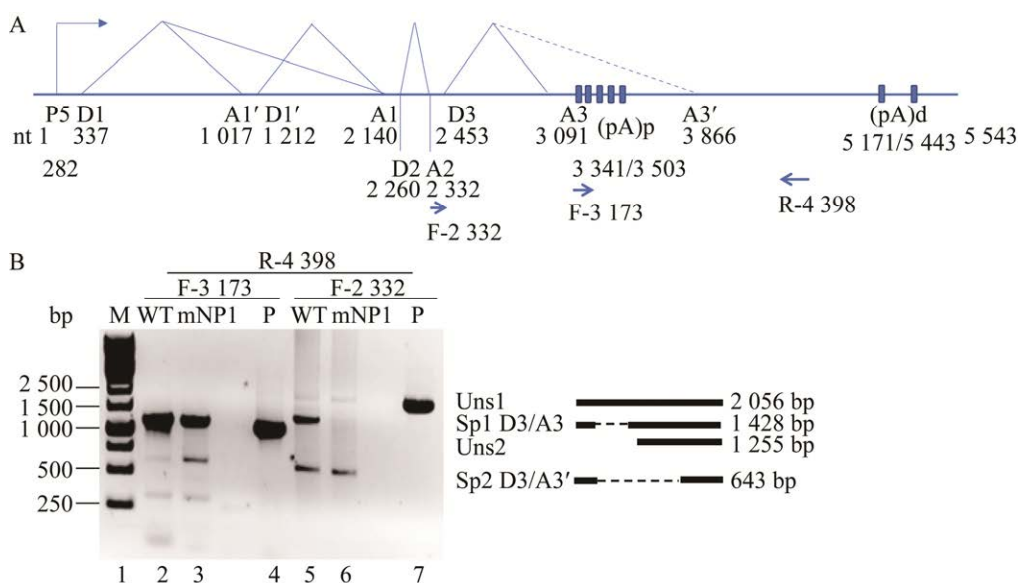 A
P5 D1 A1′ D1′ A1 D3 A3 (pA)p A3′ (pA)d
nt 1 337 1 017 1 212 2 140 2 453 3 091 3 866 5 171/5 443 5 543
282 D2 A2 3 341/3 503
2 260 2 332
F-2 332 F-3 173 R-4 398
B
R-4 398
F-3 173 F-2 332
bp M WT mNP1 P WT mNP1 P
2 500
1 500
1 000
500
250
1 2 3 4 5 6 7
Uns1 2 056 bp
Sp1 D3/A3 1 428 bp
Uns2 1 255 bp
Sp2 D3/A3′ 643 bp